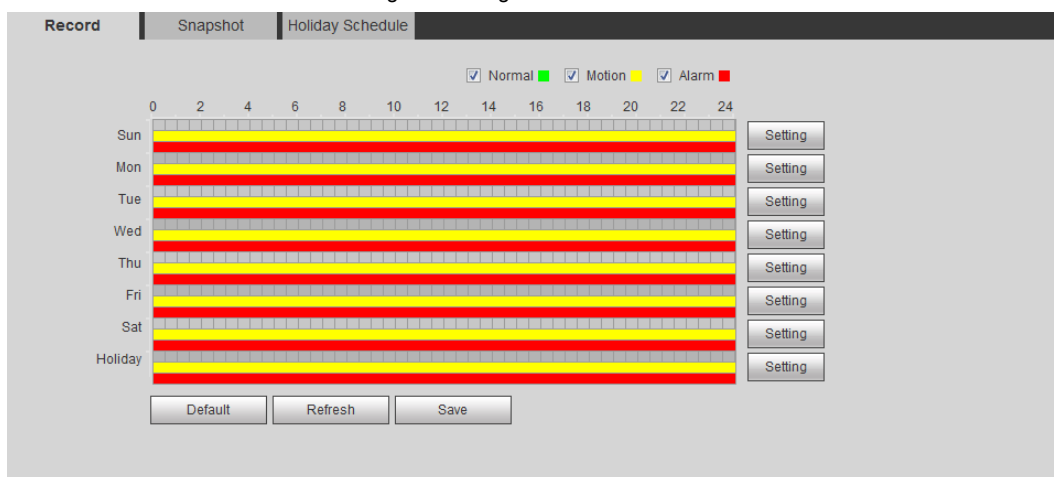 Record Snapshot Holiday Schedule
Normal Motion Alarm
0 2 4 6 8 10 12 14 16 18 20 22 24
Sun Setting
Mon Setting
Tue Setting
Wed Setting
Thu Setting
Fri Setting
Sat Setting
Holiday Setting
Default Refresh Save